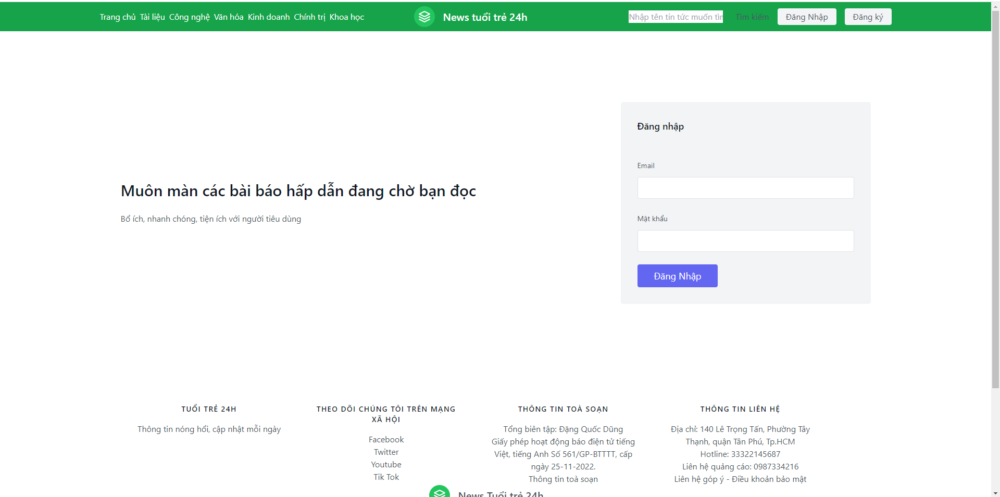 Trang chủ Tài liệu Công nghệ Văn hóa Kinh doanh Chính trị Khoa học
News tuổi trẻ 24h
Nhập tên tin tức muốn tìm
Tìm kiếm
Đăng Nhập
Đăng ký
Muôn màn các bài báo hấp dẫn đang chờ bạn đọc
Bổ ích, nhanh chóng, tiện ích với người tiêu dùng
Đăng nhập
Email
Mật khẩu
Đăng Nhập
TUỔI TRẺ 24H
Thông tin nóng hổi, cập nhật mỗi ngày
THEO DÕI CHÚNG TÔI TRÊN MẠNG
XÃ HỘI
Facebook
Twitter
Youtube
Tik Tok
THÔNG TIN TOÀ SOẠN
Tổng biên tập: Đặng Quốc Dũng
Giấy phép hoạt động báo điện tử tiếng
Việt, tiếng Anh Số 561/GP-BTTTT, cấp
ngày 25-11-2022.
Thông tin toà soạn
THÔNG TIN LIÊN HỆ
Địa chỉ: 140 Lê Trọng Tấn, Phường Tây
Thạnh, quận Tân Phú, Tp.HCM
Hotline: 33322145687
Liên hệ quảng cáo: 0987334216
Liên hệ góp ý - Điều khoản bảo mật
News Tuổi trẻ 24h